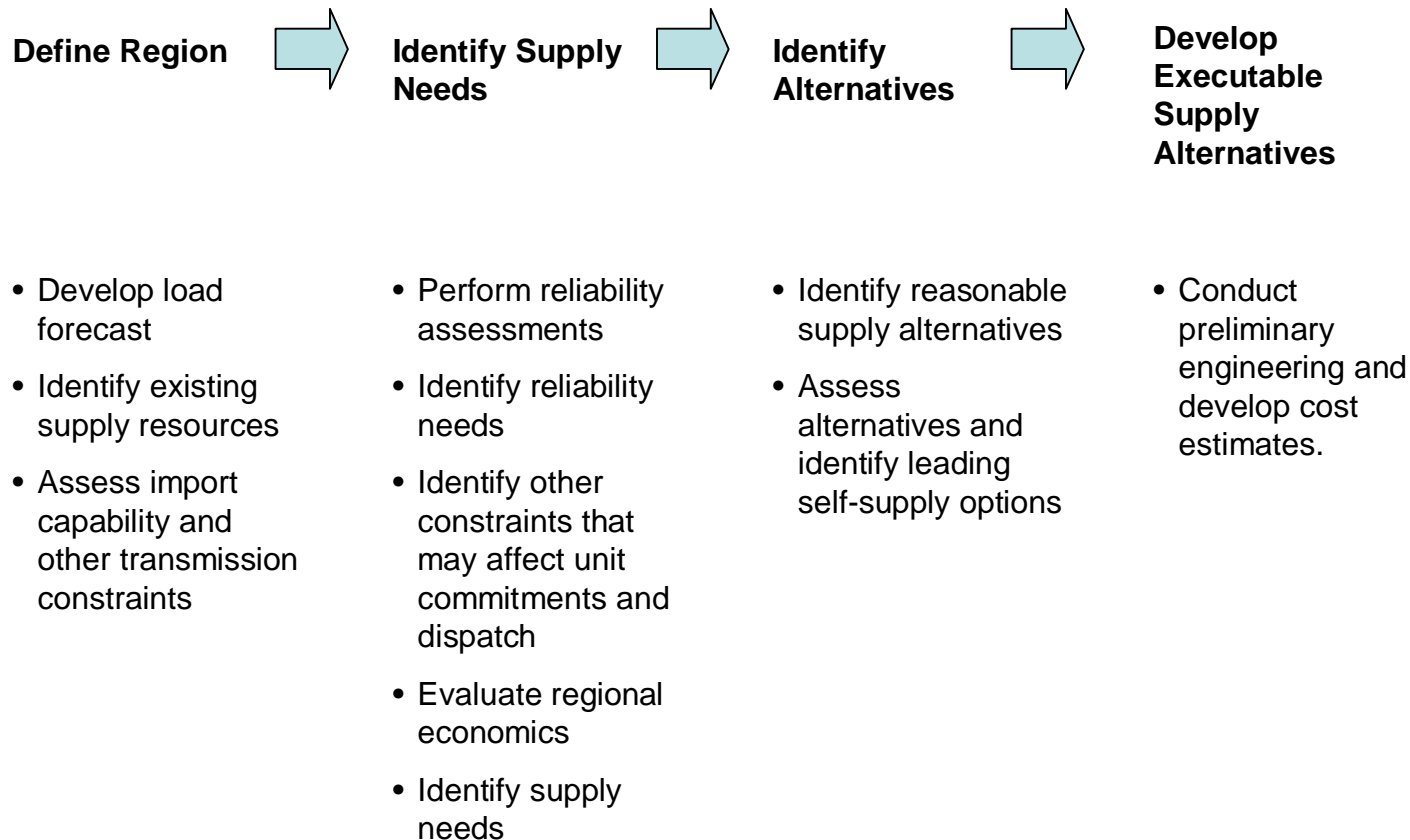 Define Region
Identify Supply
Needs
Identify
Alternatives
Develop
Executable
Supply
Alternatives
• Develop load
forecast
• Identify existing
supply resources
• Assess import
capability and
other transmission
constraints
• Perform reliability
assessments
• Identify reliability
needs
• Identify other
constraints that
may affect unit
commitments and
dispatch
• Evaluate regional
economics
• Identify supply
needs
• Identify reasonable
supply alternatives
• Assess
alternatives and
identify leading
self-supply options
• Conduct
preliminary
engineering and
develop cost
estimates.